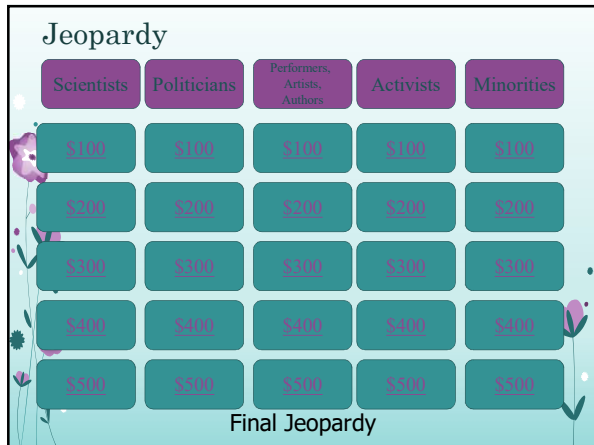 Jeopardy
Scientists Politicians Performers, Artists, Authors Activists Minorities
$100 $100 $100 $100 $100
$200 $200 $200 $200 $200
$300 $300 $300 $300 $300
$400 $400 $400 $400 $400
$500 $500 $500 $500 $500
Final Jeopardy